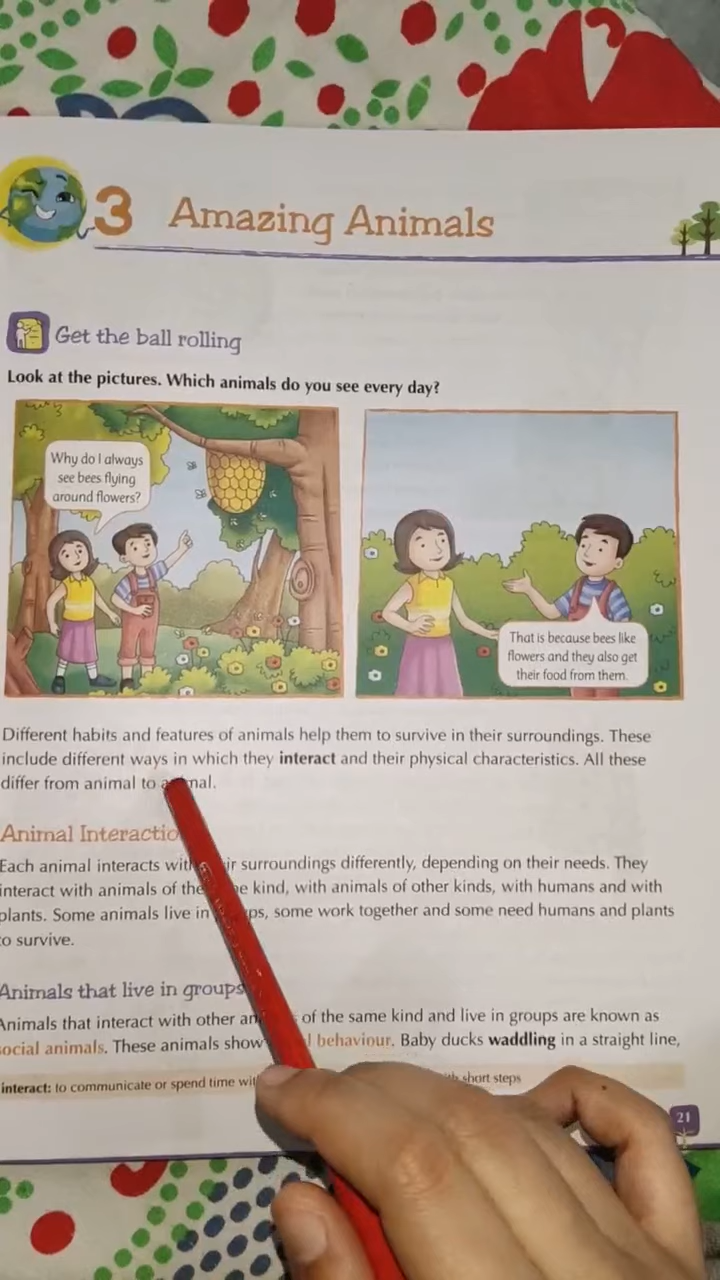 3 Amazing Animals
Get the ball rolling
Look at the pictures. Which animals do you see every day?
Why do I always
see bees flying
around flowers?
That is because bees like
flowers and they also get
their food from them.
Different habits and features of animals help them to survive in their surroundings. These
include different ways in which they interact and their physical characteristics. All these
differ from animal to animal.
Animal Interactio
Each animal interacts with surroundings differently, depending on their needs. They
interact with animals of the kind, with animals of other kinds, with humans and with
plants. Some animals live in some work together and some need humans and plants
to survive.
Animals that live in groups
Animals that interact with other of the same kind and live in groups are known as
social animals. These animals show behaviour. Baby ducks waddling in a straight line,
interact: to communicate or spend time short steps
21